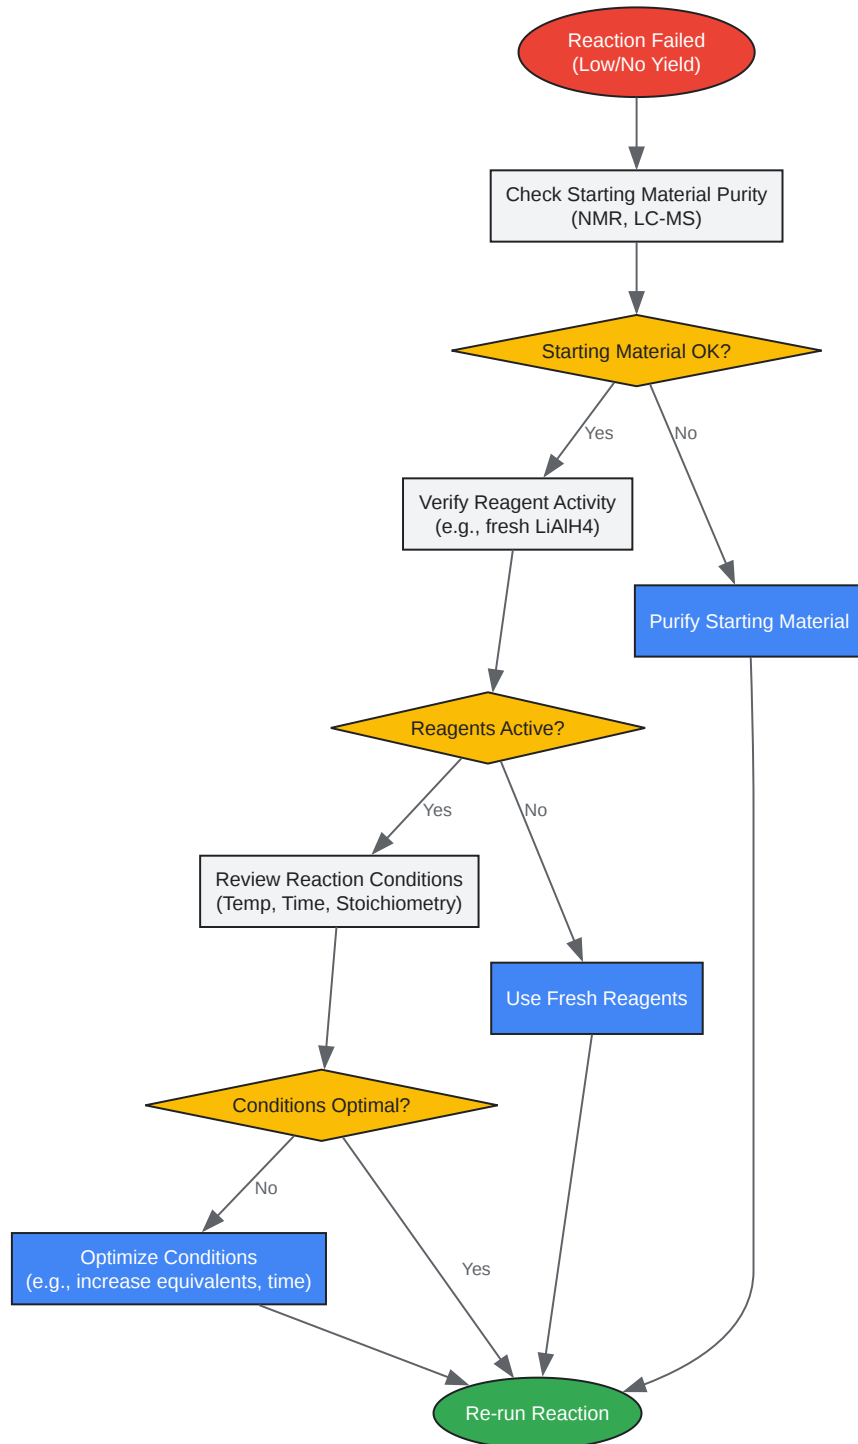 Reaction Failed
(Low/No Yield)
Check Starting Material Purity
(NMR, LC-MS)
Starting Material OK?
Yes
No
Verify Reagent Activity
(e.g., fresh LiAlH4)
Purify Starting Material
Reagents Active?
Yes
No
Review Reaction Conditions
(Temp, Time, Stoichiometry)
Use Fresh Reagents
Conditions Optimal?
No
Yes
Optimize Conditions
(e.g., increase equivalents, time)
Re-run Reaction